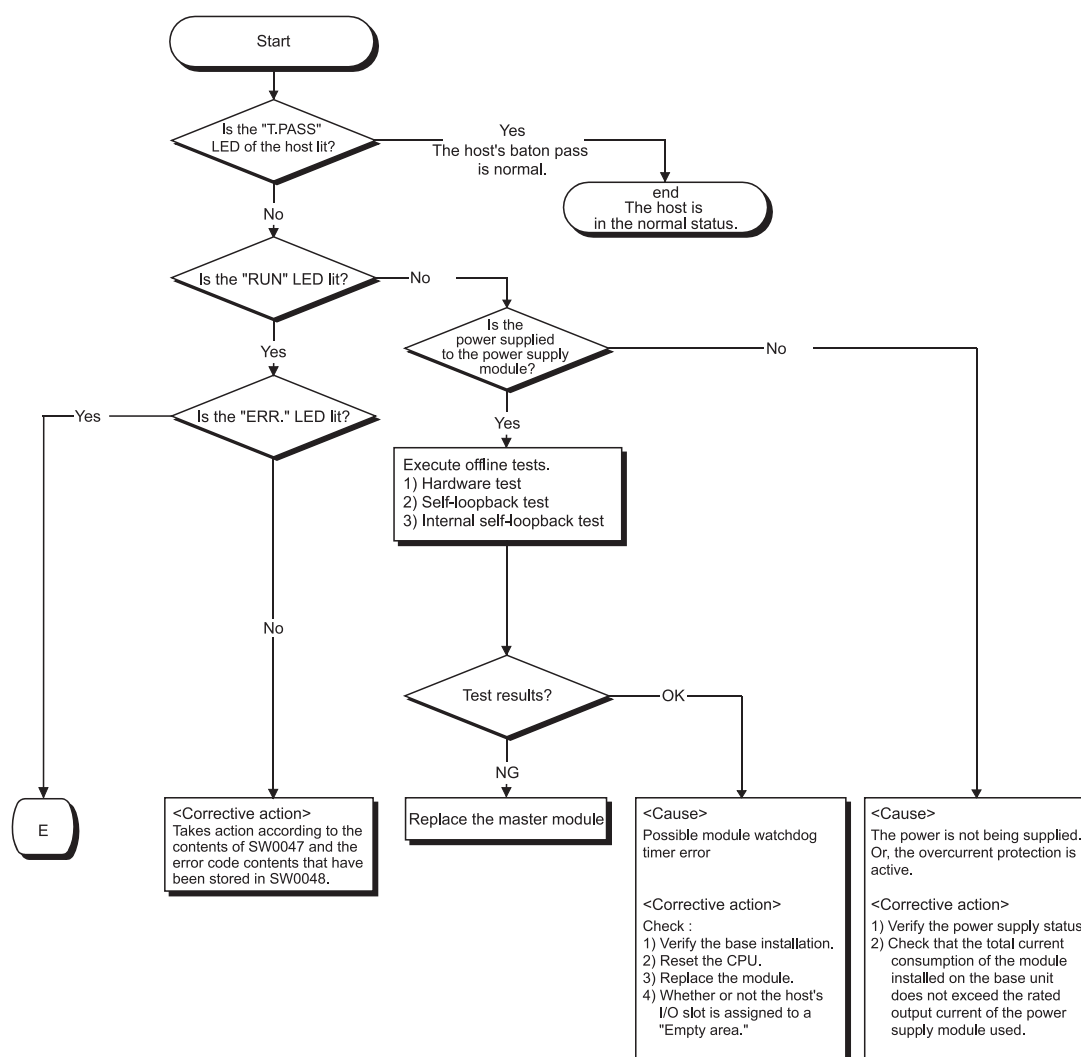 Start
Is the "T.PASS"
LED of the host lit?
Yes
The host's baton pass
is normal.
end
The host is
in the normal status.
No
Is the "RUN" LED lit?
No
Is the
power supplied
to the power supply
module?
No
Yes
Yes
Is the "ERR." LED lit?
Yes
Execute offline tests.
1) Hardware test
2) Self-loopback test
3) Internal self-loopback test
No
Test results?
OK
NG
E
<Corrective action>
Takes action according to the
contents of SW0047 and the
error code contents that have
been stored in SW0048.
Replace the master module
<Cause>
Possible module watchdog
timer error
<Corrective action>
Check :
1) Verify the base installation.
2) Reset the CPU.
3) Replace the module.
4) Whether or not the host's
I/O slot is assigned to a
"Empty area."
<Cause>
The power is not being supplied.
Or, the overcurrent protection is
active.
<Corrective action>
1) Verify the power supply status
2) Check that the total current
consumption of the module
installed on the base unit
does not exceed the rated
output current of the power
supply module used.